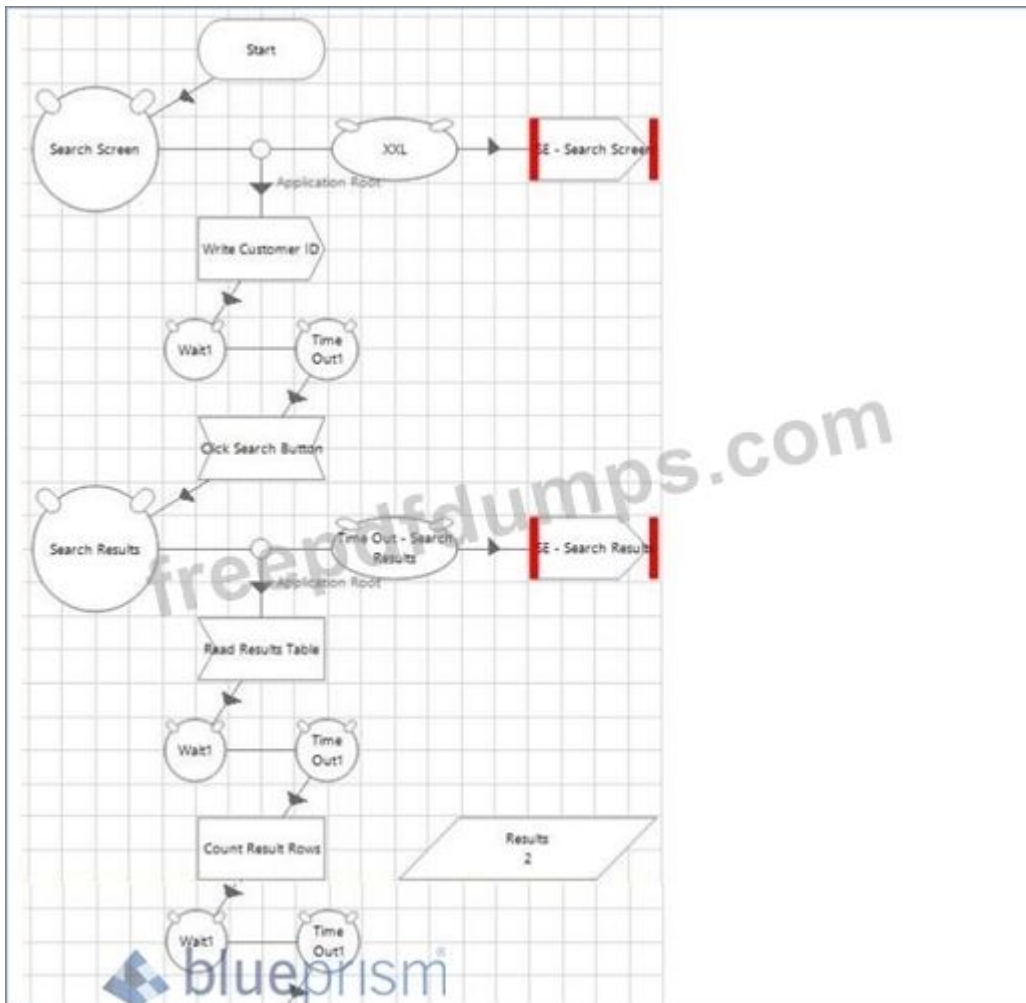 Start
Search Screen
XXL
SE - Search Screen
Application Root
Write Customer ID
Wait1
Time
Out1
Click Search Button
freepdfdumps.com
Search Results
Time Out - Search
Results
SE - Search Results
Application Root
Read Results Table
Wait1
Time
Out1
Count Result Rows
Results
2
Wait1
Time
Out1
blueprism®